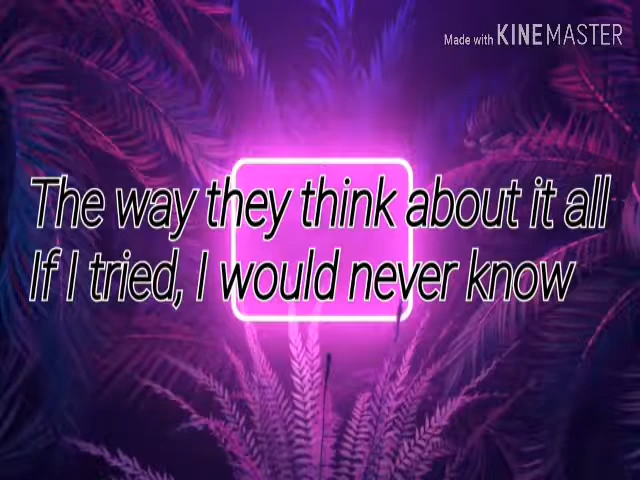 Made with KINEMASTER
The way they think about it all
If I tried, I would never know